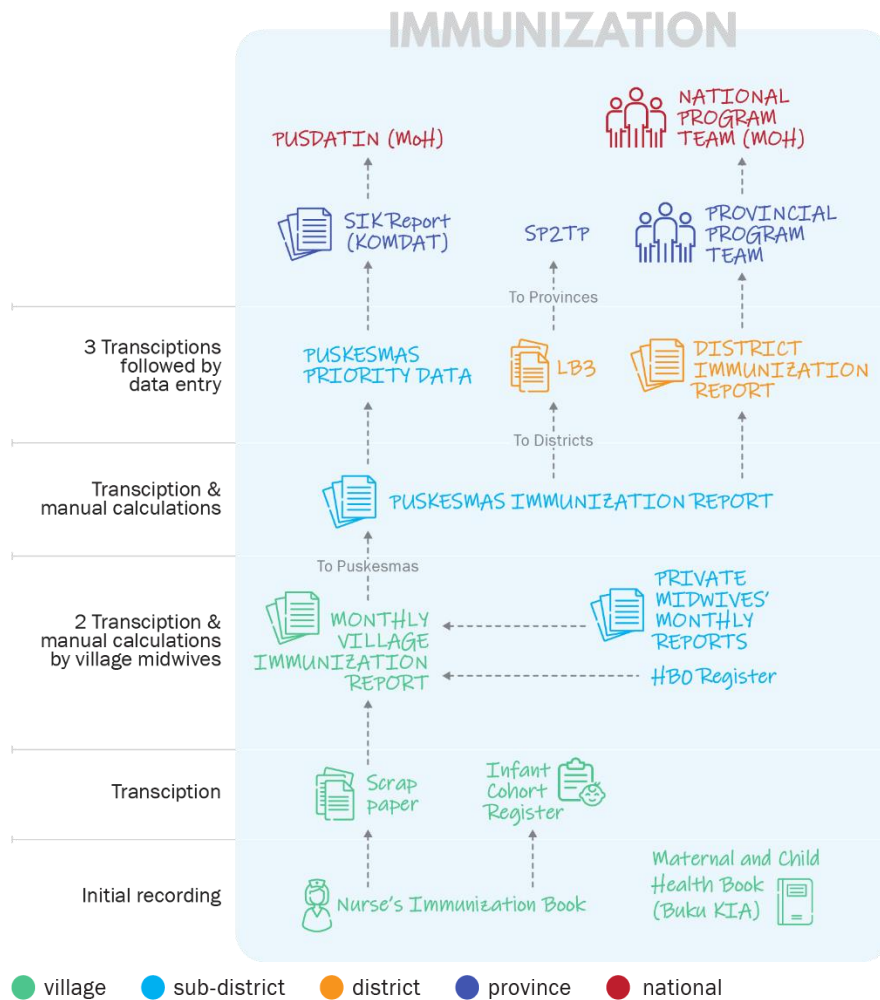 IMMUNIZATION
PUSDATIN (MoH)
NATIONAL
PROGRAM
TEAM (MOH)
SIK Report
(KOMDAT)
SP2TP
PROVINCIAL
PROGRAM
TEAM
To Provinces
3 Transciptions
followed by
data entry
PUSKESMAS
PRIORITY DATA
LB3
DISTRICT
IMMUNIZATION
REPORT
To Districts
Transciption &
manual calculations
PUSKESMAS IMMUNIZATION REPORT
To Puskesmas
2 Transciption &
manual calculations
by village midwives
MONTHLY
VILLAGE
IMMUNIZATION
REPORT
PRIVATE
MIDWIVES'
MONTHLY
REPORTS
HBO Register
Transciption
Scrap
paper
Infant
Cohort
Register
Initial recording
Nurse's Immunization Book
Maternal and Child
Health Book
(Buku KIA)
village
sub-district
district
province
national